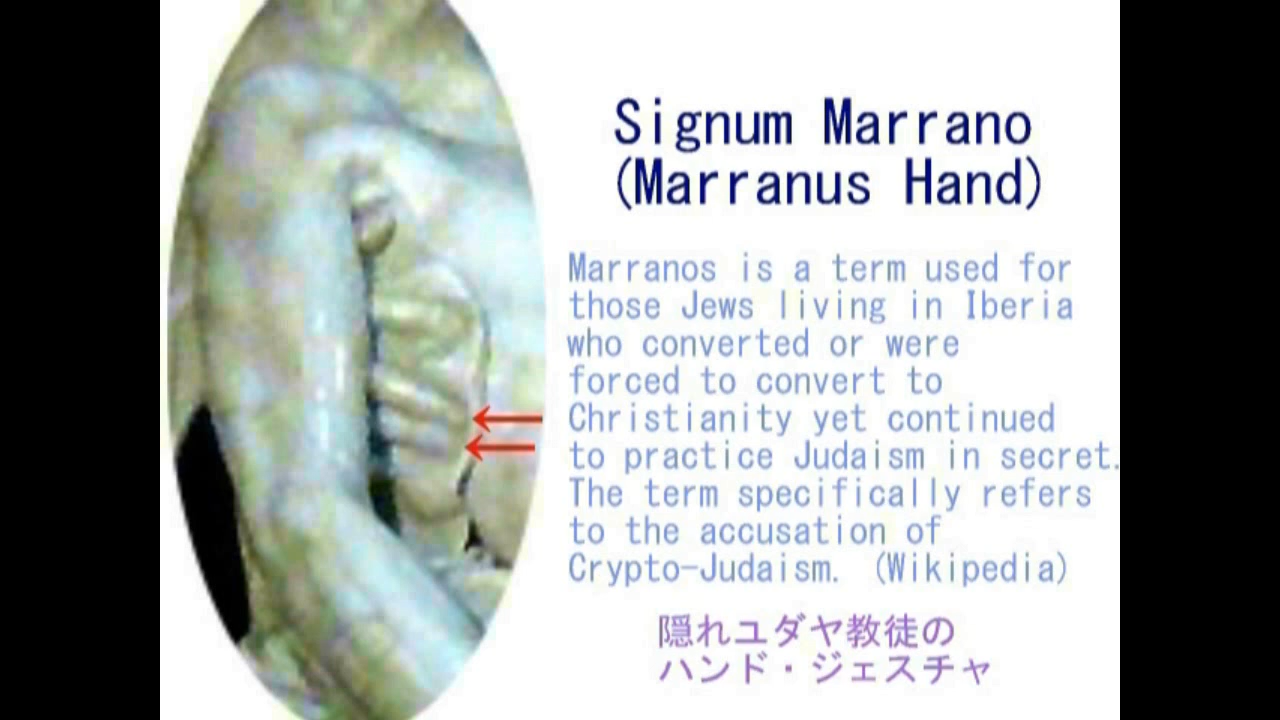 Signum Marrano
(Marranus Hand)
Marranos is a term used for
those Jews living in Iberia
who converted or were
forced to convert to
Christianity yet continued
to practice Judaism in secret.
The term specifically refers
to the accusation of
Crypto-Judaism. (Wikipedia)
隠れユダヤ教徒の
ハンド・ジェスチャ